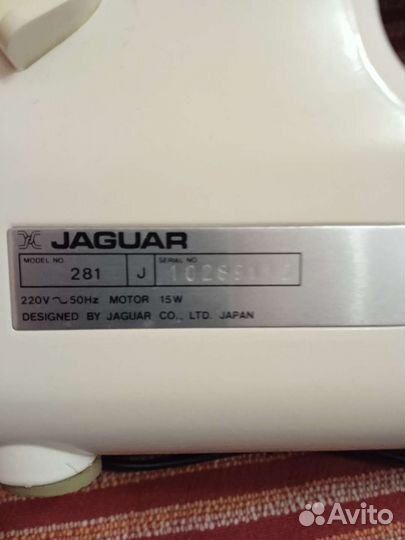 JAGUAR
MODEL NO. SERIAL NO.
281 J
220V ~ 50Hz MOTOR 15W
DESIGNED BY JAGUAR CO., LTD. JAPAN
Avito